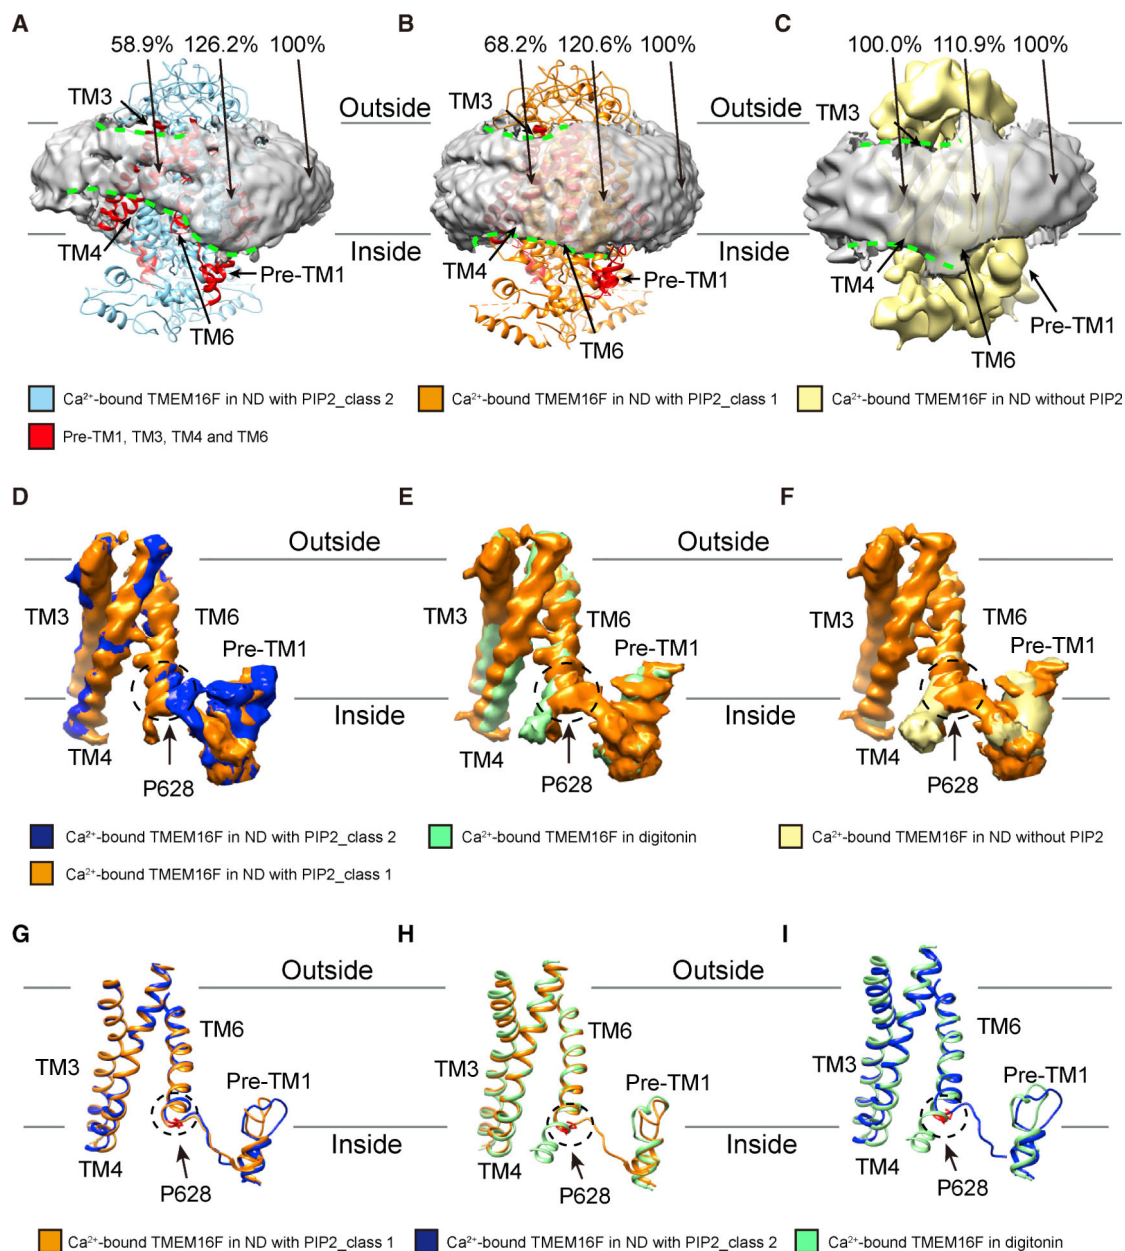 A
B
C
58.9% 126.2% 100%
68.2% 120.6% 100%
100.0% 110.9% 100%
TM3
Outside
TM3
Outside
TM3
Inside
Inside
TM4
Pre-TM1
TM4
Pre-TM1
TM4
Pre-TM1
TM6
TM6
TM6
Ca²⁺-bound TMEM16F in ND with PIP2_class 2
Ca²⁺-bound TMEM16F in ND with PIP2_class 1
Ca²⁺-bound TMEM16F in ND without PIP2
Pre-TM1, TM3, TM4 and TM6
D
E
F
Outside
Outside
TM3
TM6
TM3
TM6
TM3
TM6
Pre-TM1
Pre-TM1
Pre-TM1
Inside
Inside
TM4
TM4
TM4
P628
P628
P628
Ca²⁺-bound TMEM16F in ND with PIP2_class 2
Ca²⁺-bound TMEM16F in digitonin
Ca²⁺-bound TMEM16F in ND without PIP2
Ca²⁺-bound TMEM16F in ND with PIP2_class 1
G
H
I
Outside
Outside
TM3
TM6
TM3
TM6
TM3
TM6
Pre-TM1
Pre-TM1
Pre-TM1
Inside
Inside
TM4
TM4
TM4
P628
P628
P628
Ca²⁺-bound TMEM16F in ND with PIP2_class 1
Ca²⁺-bound TMEM16F in ND with PIP2_class 2
Ca²⁺-bound TMEM16F in digitonin